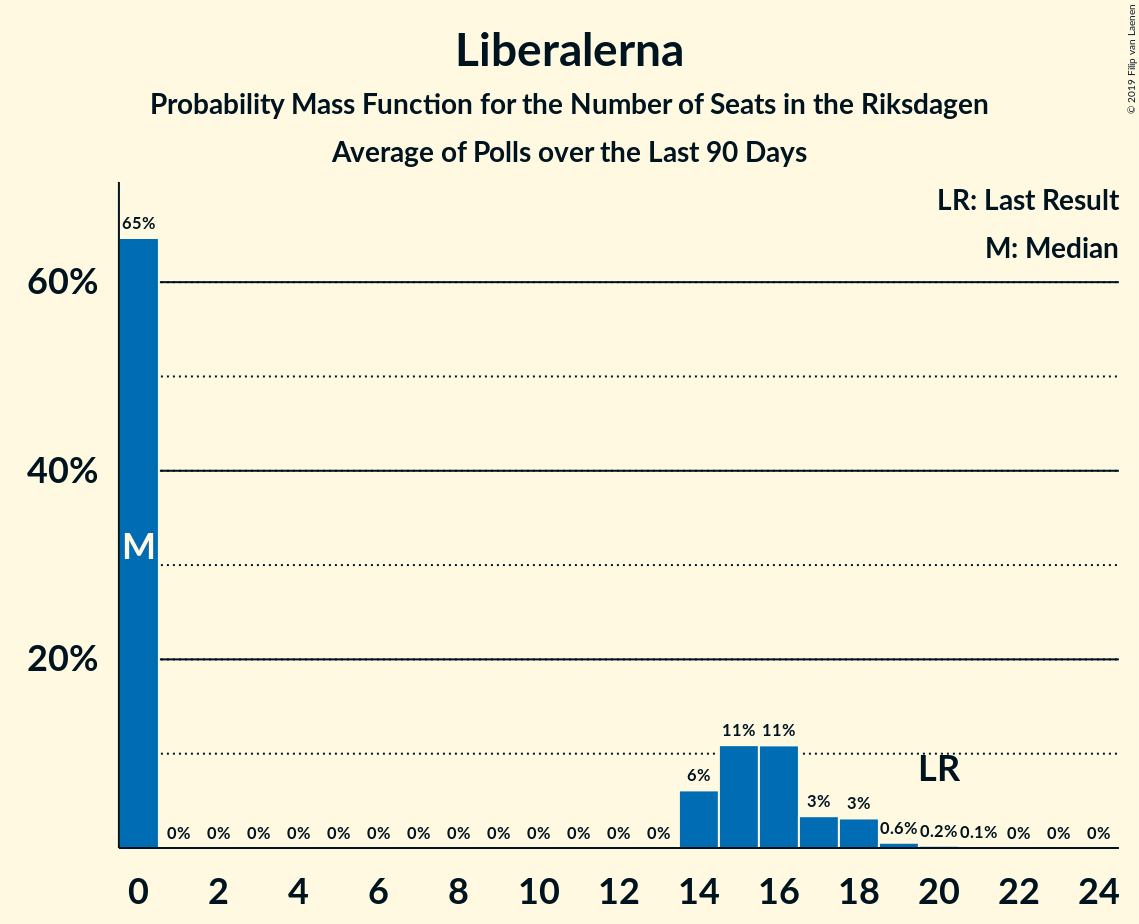 Liberalerna
Probability Mass Function for the Number of Seats in the Riksdagen
Average of Polls over the Last 90 Days
© 2019 Filip van Laenen
LR: Last Result
M: Median
65%
60%
40%
M
20%
11% 11%
LR
6%
3% 3%
0% 0% 0% 0% 0% 0% 0% 0% 0% 0% 0% 0% 0% 0.6% 0.2% 0.1% 0% 0% 0%
0 2 4 6 8 10 12 14 16 18 20 22 24